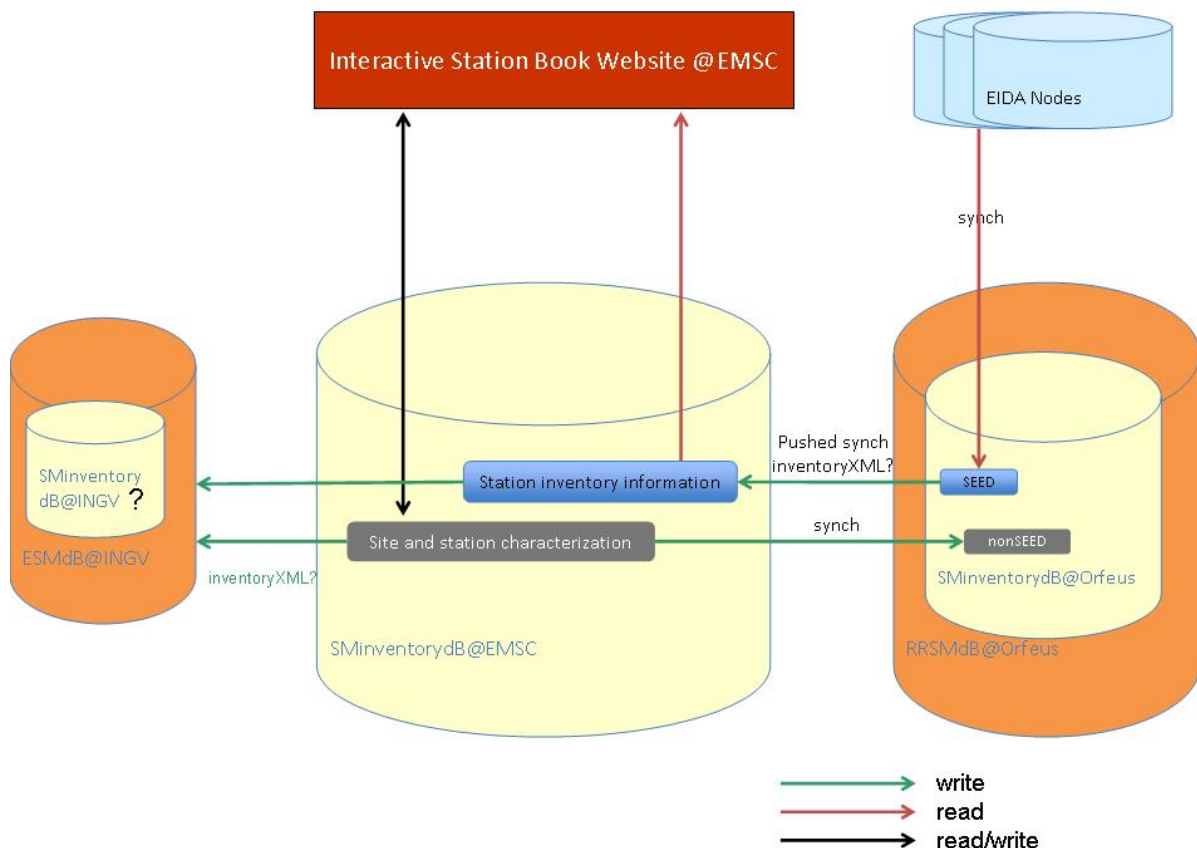 Interactive Station Book Website @EMSC
EIDA Nodes
synch
Pushed synch
inventoryXML?
SMinventory
dB@INGV ?
Station inventory information
SEED
Site and station characterization
synch
nonSEED
ESMdB@INGV
inventoryXML?
SMinventorydB@Orfeus
SMinventorydB@EMSC
RRSMdB@Orfeus
write
read
read/write